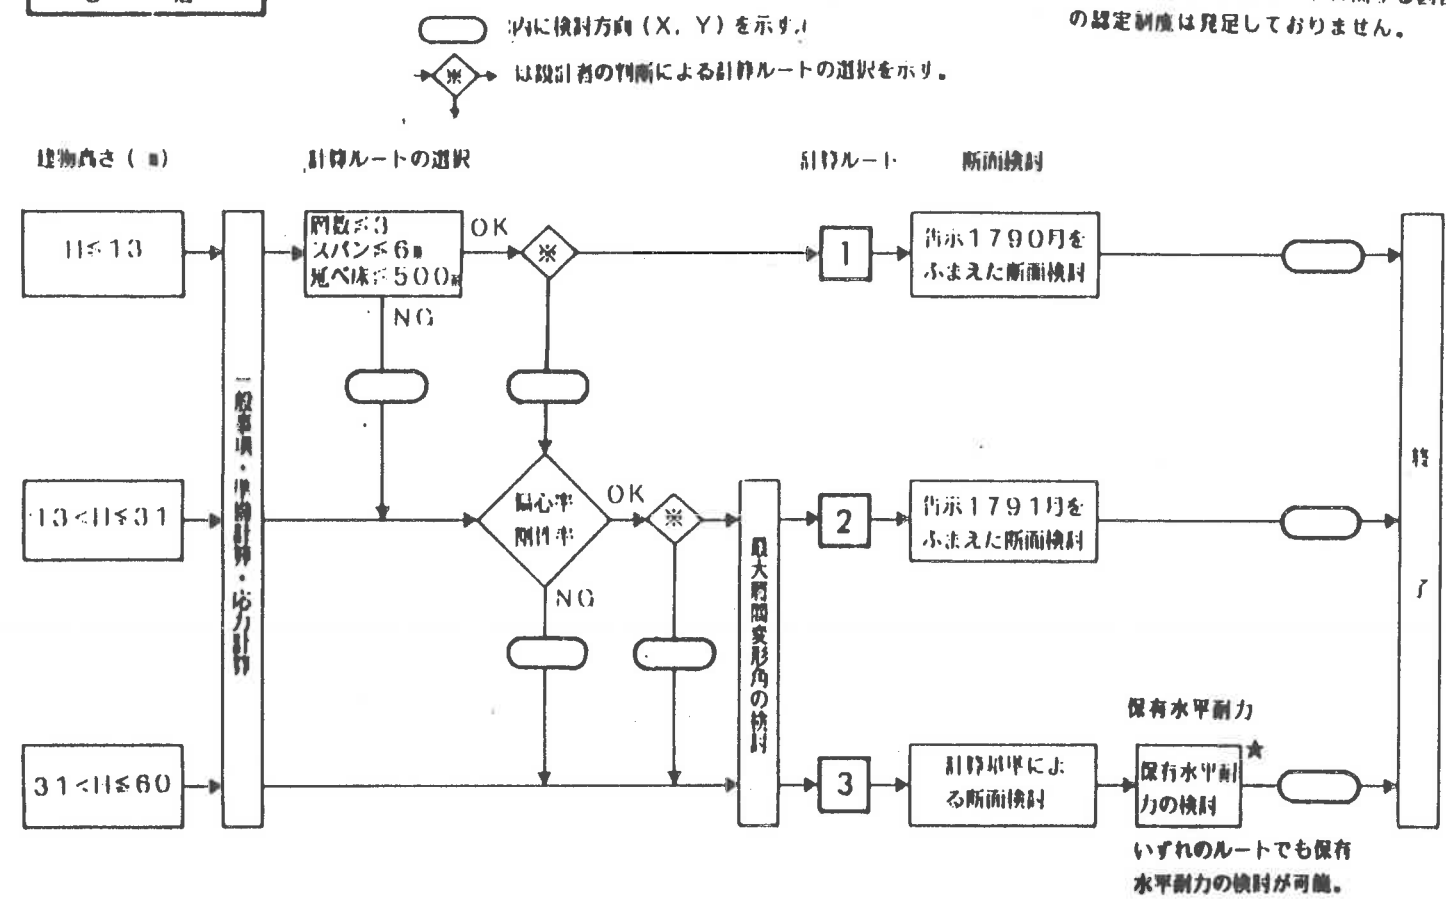 内に検討方向(X, Y)を示す。
の認定制度は発足しておりません。
※
は設計者の判断による計算ルートの選択を示す。
建物高さ( m)
計算ルートの選択
計算ルート
断面検討
H≦13
階数≦3
スパン≦6m
延べ床≦500㎡
OK
※
1
告示1790号を
ふまえた断面検討
NG
一般事項・準備計算・応力計算
13<H≦31
偏心率
剛性率
OK
※
NG
最大層間変形角の検討
2
告示1791号を
ふまえた断面検討
終了
31<H≦60
3
計算基準によ
る断面検討
保有水平耐力
★
保有水平耐
力の検討
いずれのルートでも保有
水平耐力の検討が可能。